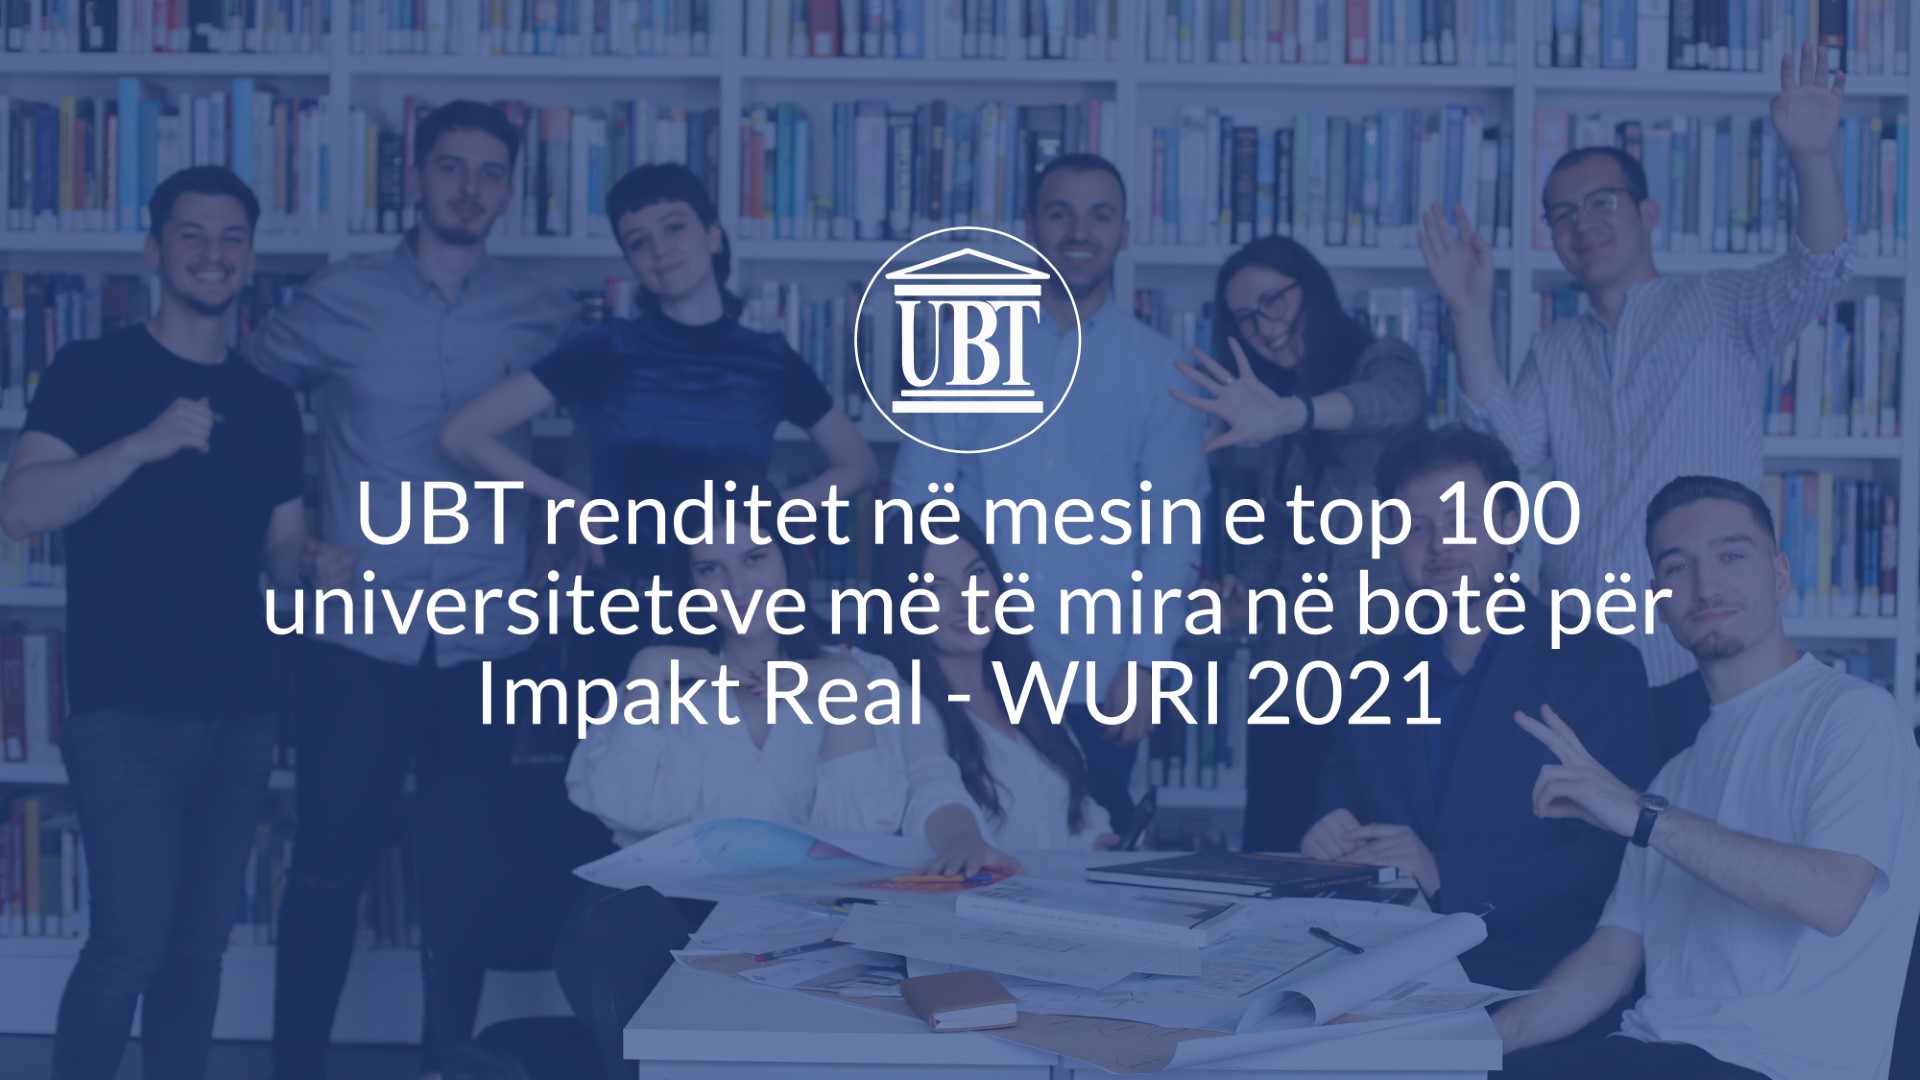 UBT
UBT renditet në mesin e top 100
universiteteve më të mira në botë për
Impakt Real - WURI 2021